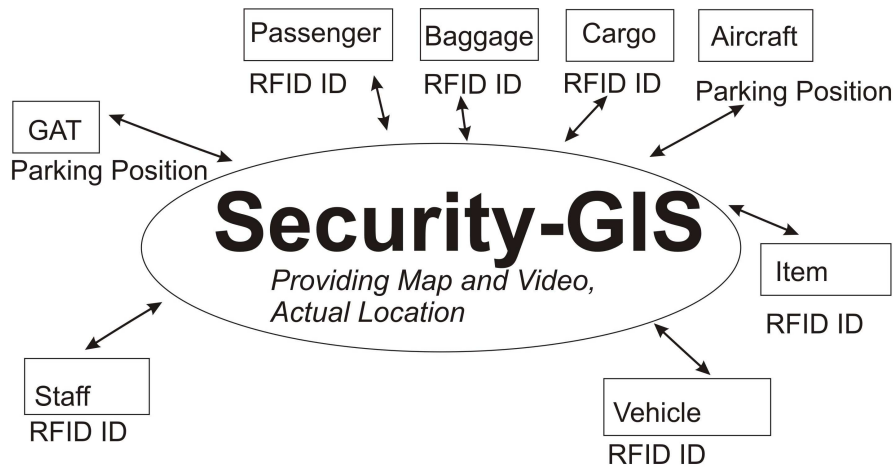 Passenger
RFID ID
Baggage
RFID ID
Cargo
RFID ID
Aircraft
Parking Position
GAT
Parking Position
Security-GIS
Providing Map and Video,
Actual Location
Item
RFID ID
Staff
RFID ID
Vehicle
RFID ID